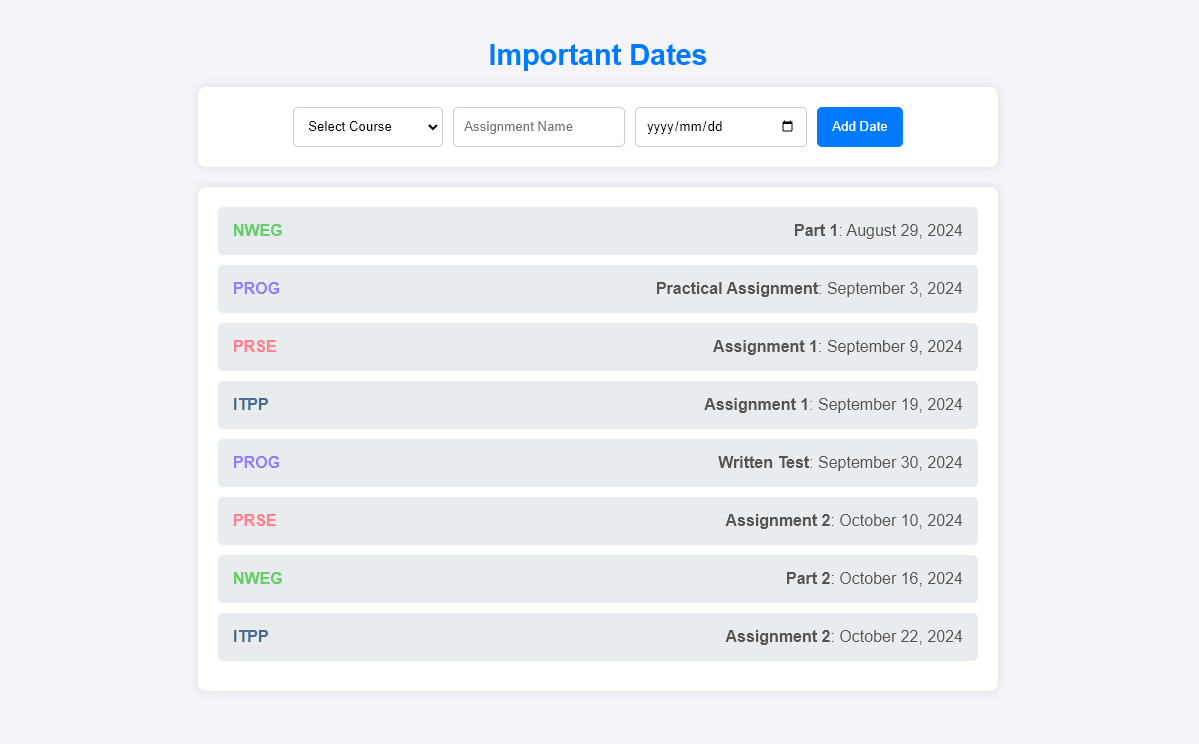 Important Dates
Select Course Assignment Name yyyy/mm/dd Add Date
NWEG Part 1: August 29, 2024
PROG Practical Assignment: September 3, 2024
PRSE Assignment 1: September 9, 2024
ITPP Assignment 1: September 19, 2024
PROG Written Test: September 30, 2024
PRSE Assignment 2: October 10, 2024
NWEG Part 2: October 16, 2024
ITPP Assignment 2: October 22, 2024